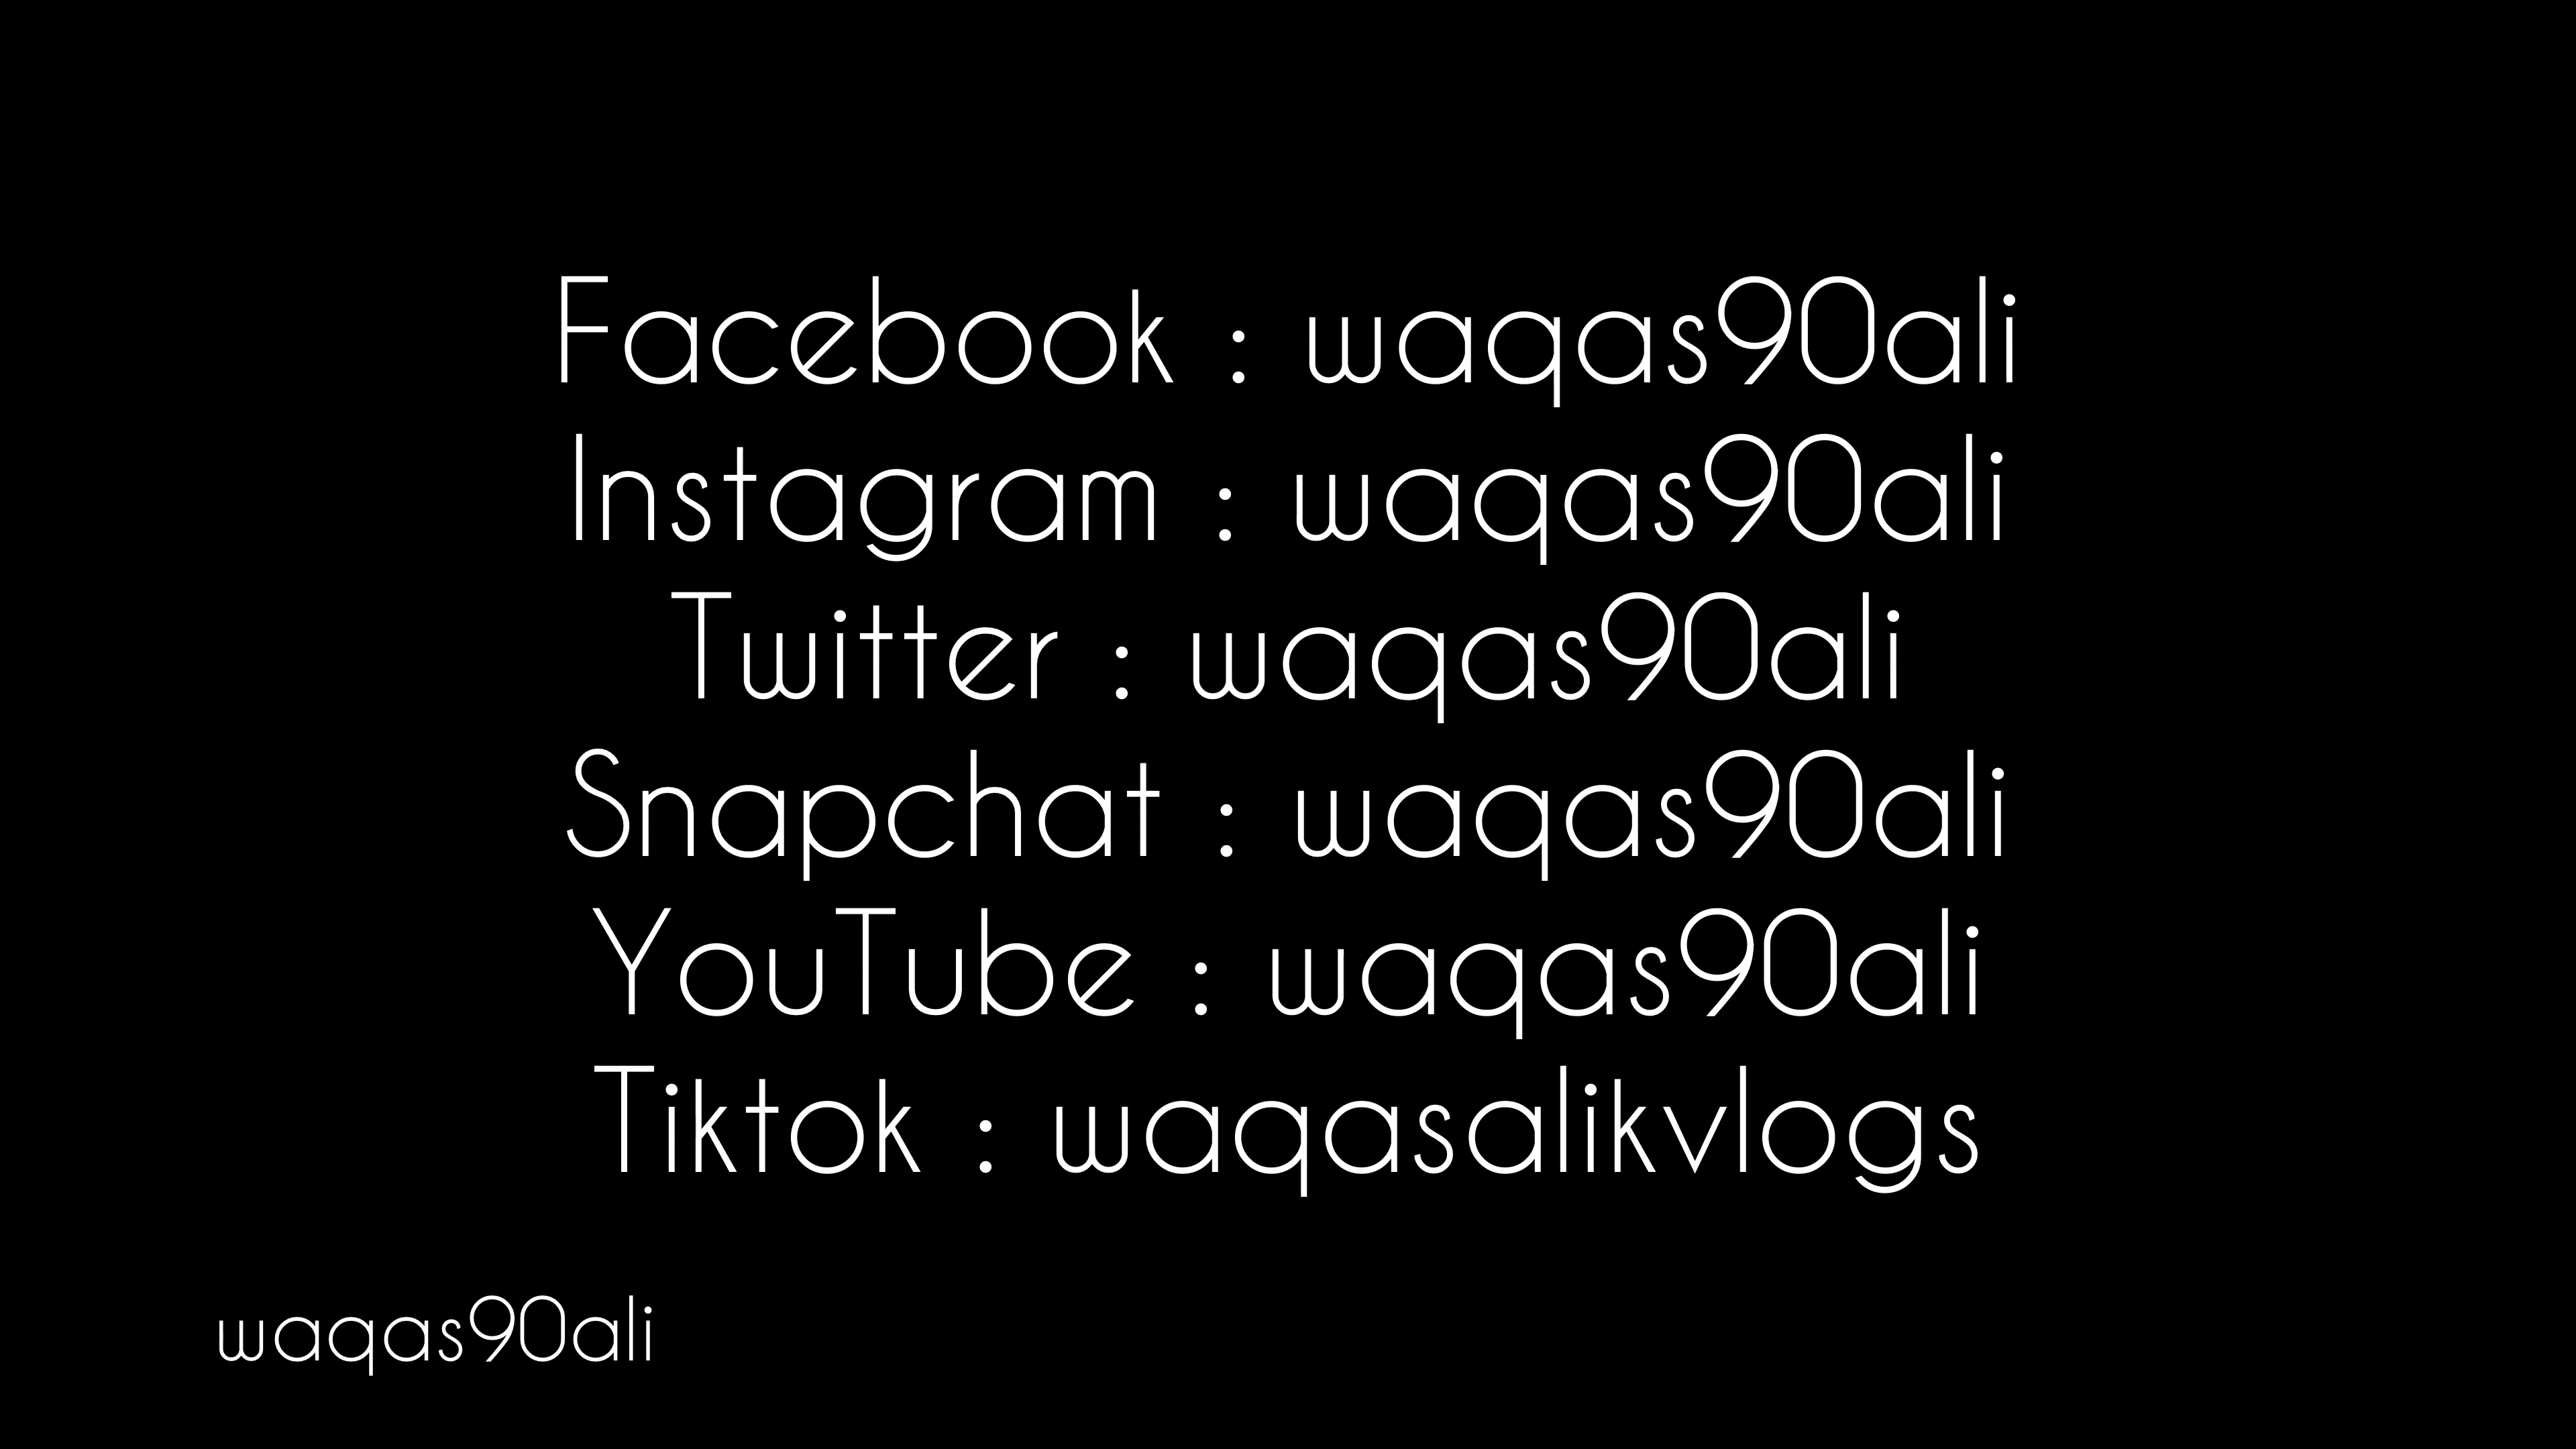 Facebook : waqas90ali
Instagram : waqas90ali
Twitter : waqas90ali
Snapchat : waqas90ali
YouTube : waqas90ali
Tiktok : waqasalikvlogs
waqas90ali